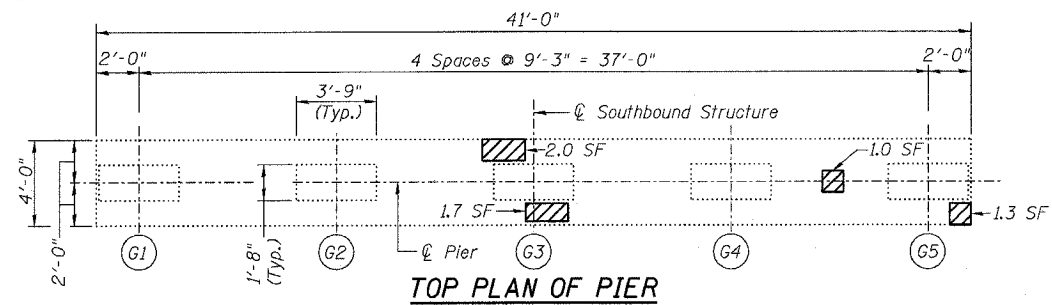 41'-0"
2'-0"
4 Spaces @ 9'-3" = 37'-0"
2'-0"
3'-9"
(Typ.)
℄ Southbound Structure
4'-0"
2.0 SF
1.0 SF
1.7 SF
1.3 SF
2'-0"
G1
1'-8"
(Typ.)
G2
℄ Pier
G3
G4
G5
TOP PLAN OF PIER